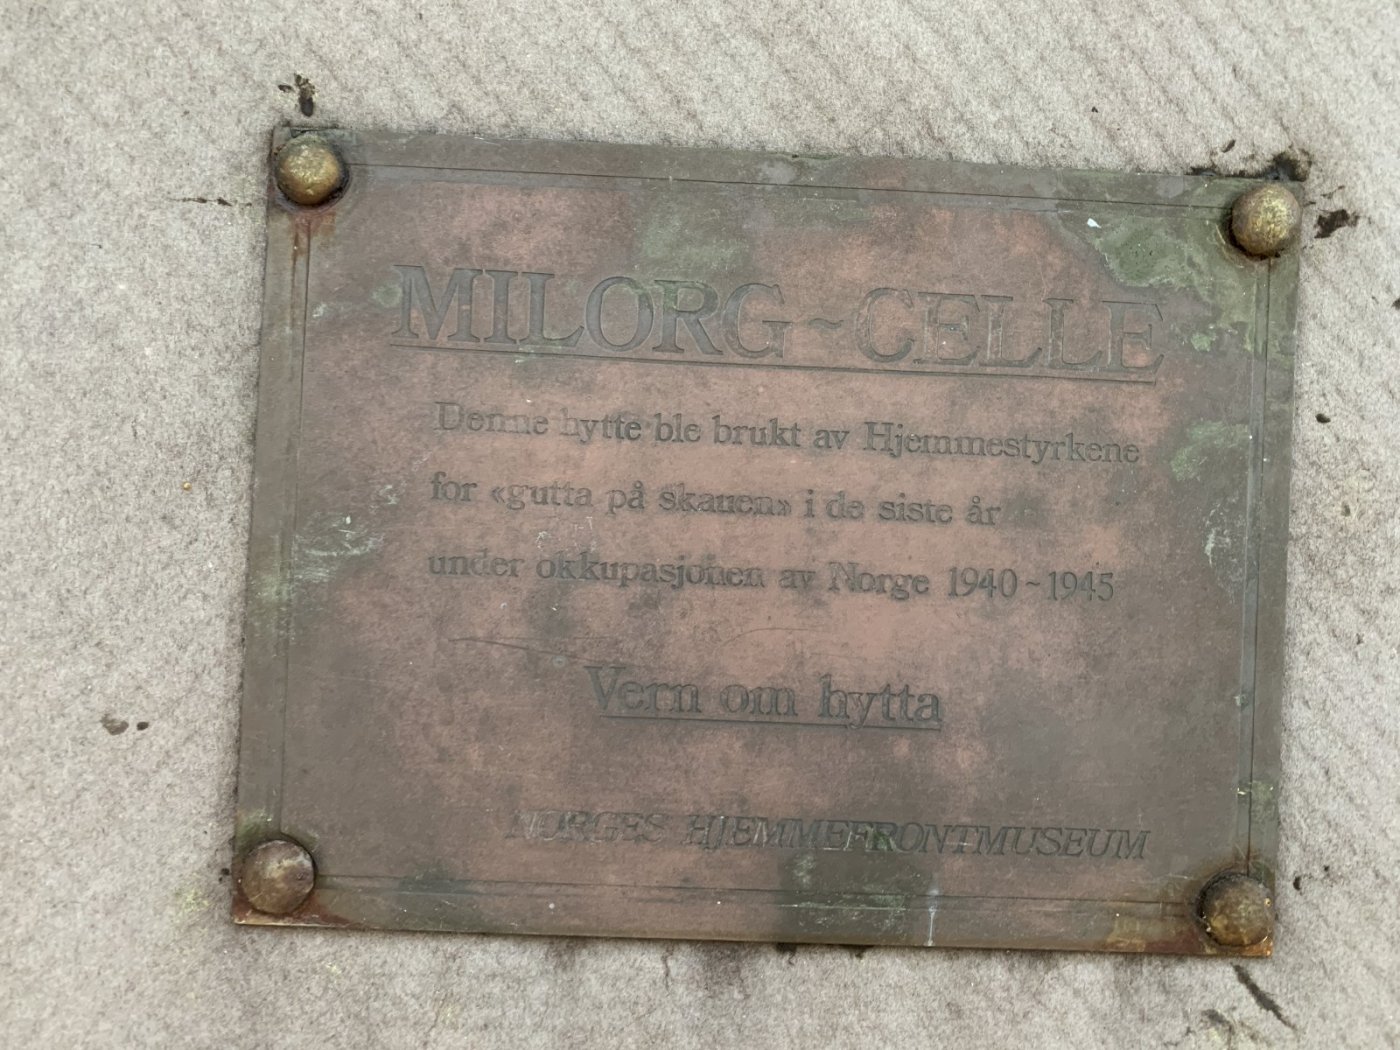 MILORG ~ CELLE
Denne hytte ble brukt av Hjemmestyrkene
for «gutta på skauen» i de siste år
under okkupasjonen av Norge 1940 ~ 1945
Vern om hytta
NORGES HJEMMEFRONTMUSEUM